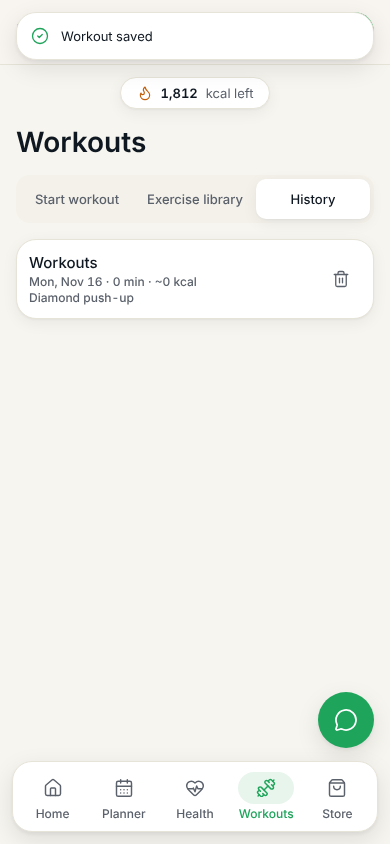 Workout saved
1,812 kcal left
Workouts
Start workout Exercise library History
Workouts
Mon, Nov 16 · 0 min · ~0 kcal
Diamond push-up
Home Planner Health Workouts Store